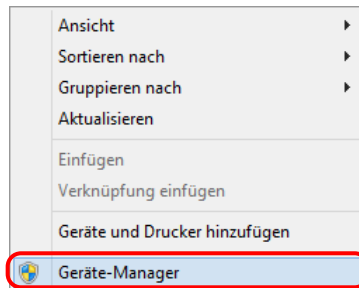 Ansicht
Sortieren nach
Gruppieren nach
Aktualisieren
Einfügen
Verknüpfung einfügen
Geräte und Drucker hinzufügen
Geräte-Manager